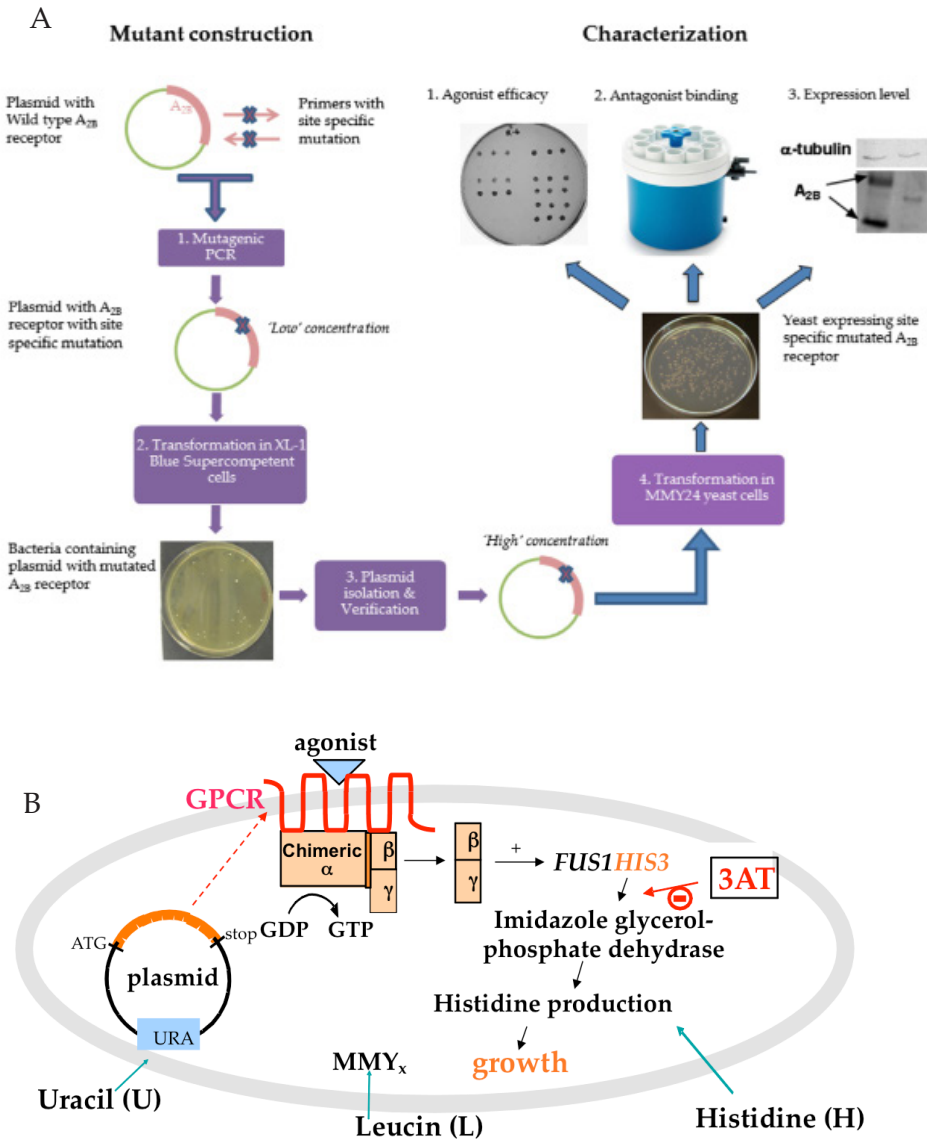 A
Mutant construction
Characterization
Plasmid with
Wild type A2B
receptor
A2B
Primers with
site specific
mutation
1. Agonist efficacy
2. Antagonist binding
3. Expression level
α-tubulin
A2B
1. Mutagenic
PCR
Plasmid with A2B
receptor with site
specific mutation
'Low' concentration
Yeast expressing site
specific mutated A2B
receptor
2. Transformation in XL-1
Blue Supercompetent
cells
4. Transformation in
MMY24 yeast cells
Bacteria containing
plasmid with mutated
A2B receptor
3. Plasmid
isolation &
Verification
'High' concentration
B
agonist
GPCR
Chimeric
α
β
γ
β
γ
+
FUS1HIS3
3AT
GDP
GTP
Imidazole glycerol-
phosphate dehydrase
ATG
stop
plasmid
URA
Histidine production
growth
MMYx
Uracil (U)
Leucin (L)
Histidine (H)